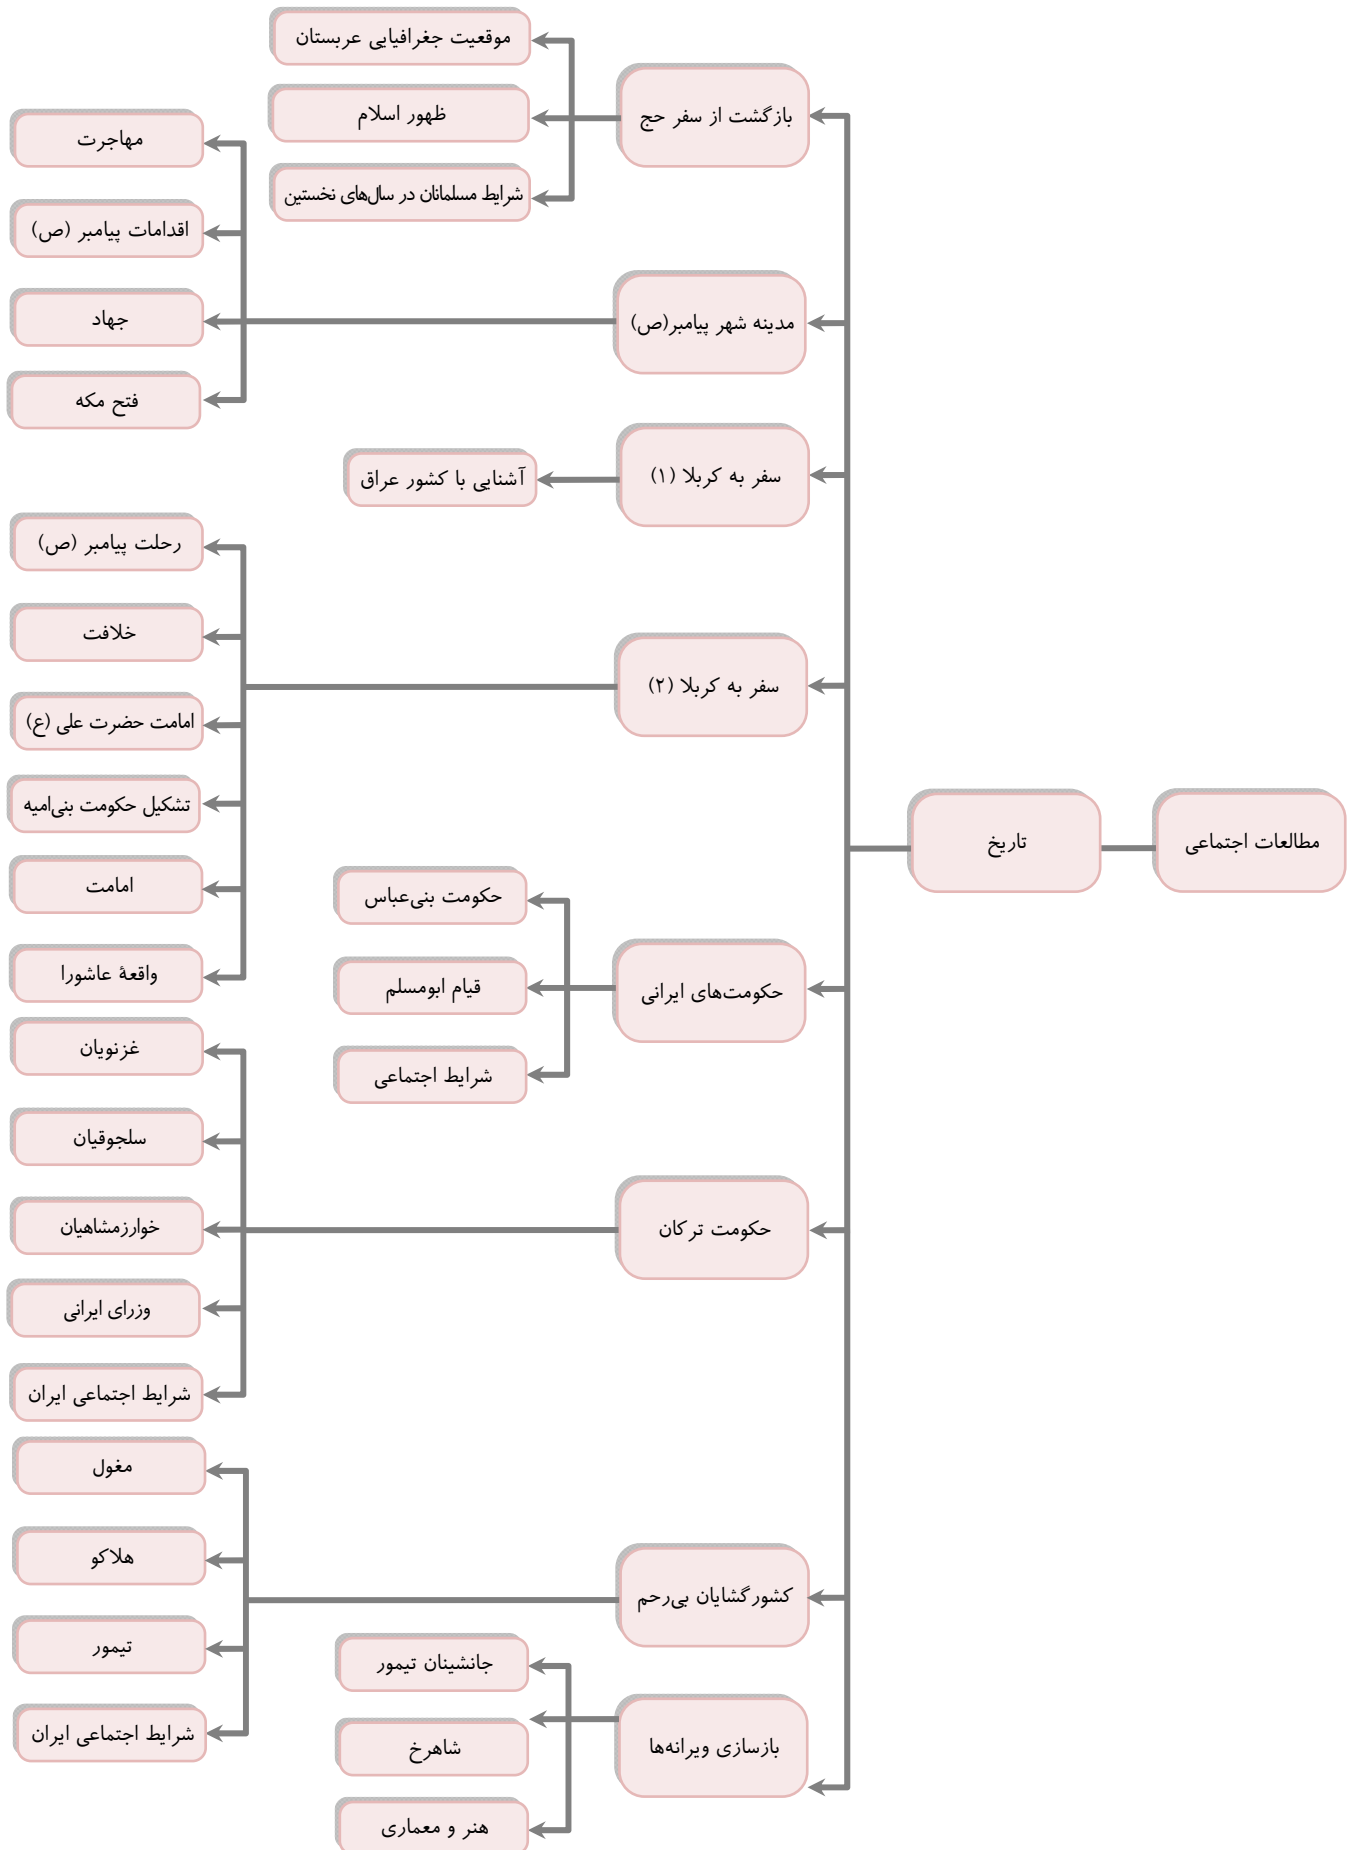 مطالعات اجتماعی
تاریخ
بازگشت از سفر حج
موقعیت جغرافیایی عربستان
ظهور اسلام
شرایط مسلمانان در سال‌های نخستین
مدینه شهر پیامبر(ص)
مهاجرت
اقدامات پیامبر (ص)
جهاد
فتح مکه
سفر به کربلا (۱)
آشنایی با کشور عراق
سفر به کربلا (۲)
رحلت پیامبر (ص)
خلافت
امامت حضرت علی (ع)
تشکیل حکومت بنی‌امیه
امامت
واقعهٔ عاشورا
حکومت‌های ایرانی
حکومت بنی‌عباس
قیام ابومسلم
شرایط اجتماعی
حکومت ترکان
غزنویان
سلجوقیان
خوارزمشاهیان
وزرای ایرانی
شرایط اجتماعی ایران
کشورگشایان بی‌رحم
مغول
هلاکو
تیمور
شرایط اجتماعی ایران
بازسازی ویرانه‌ها
جانشینان تیمور
شاهرخ
هنر و معماری